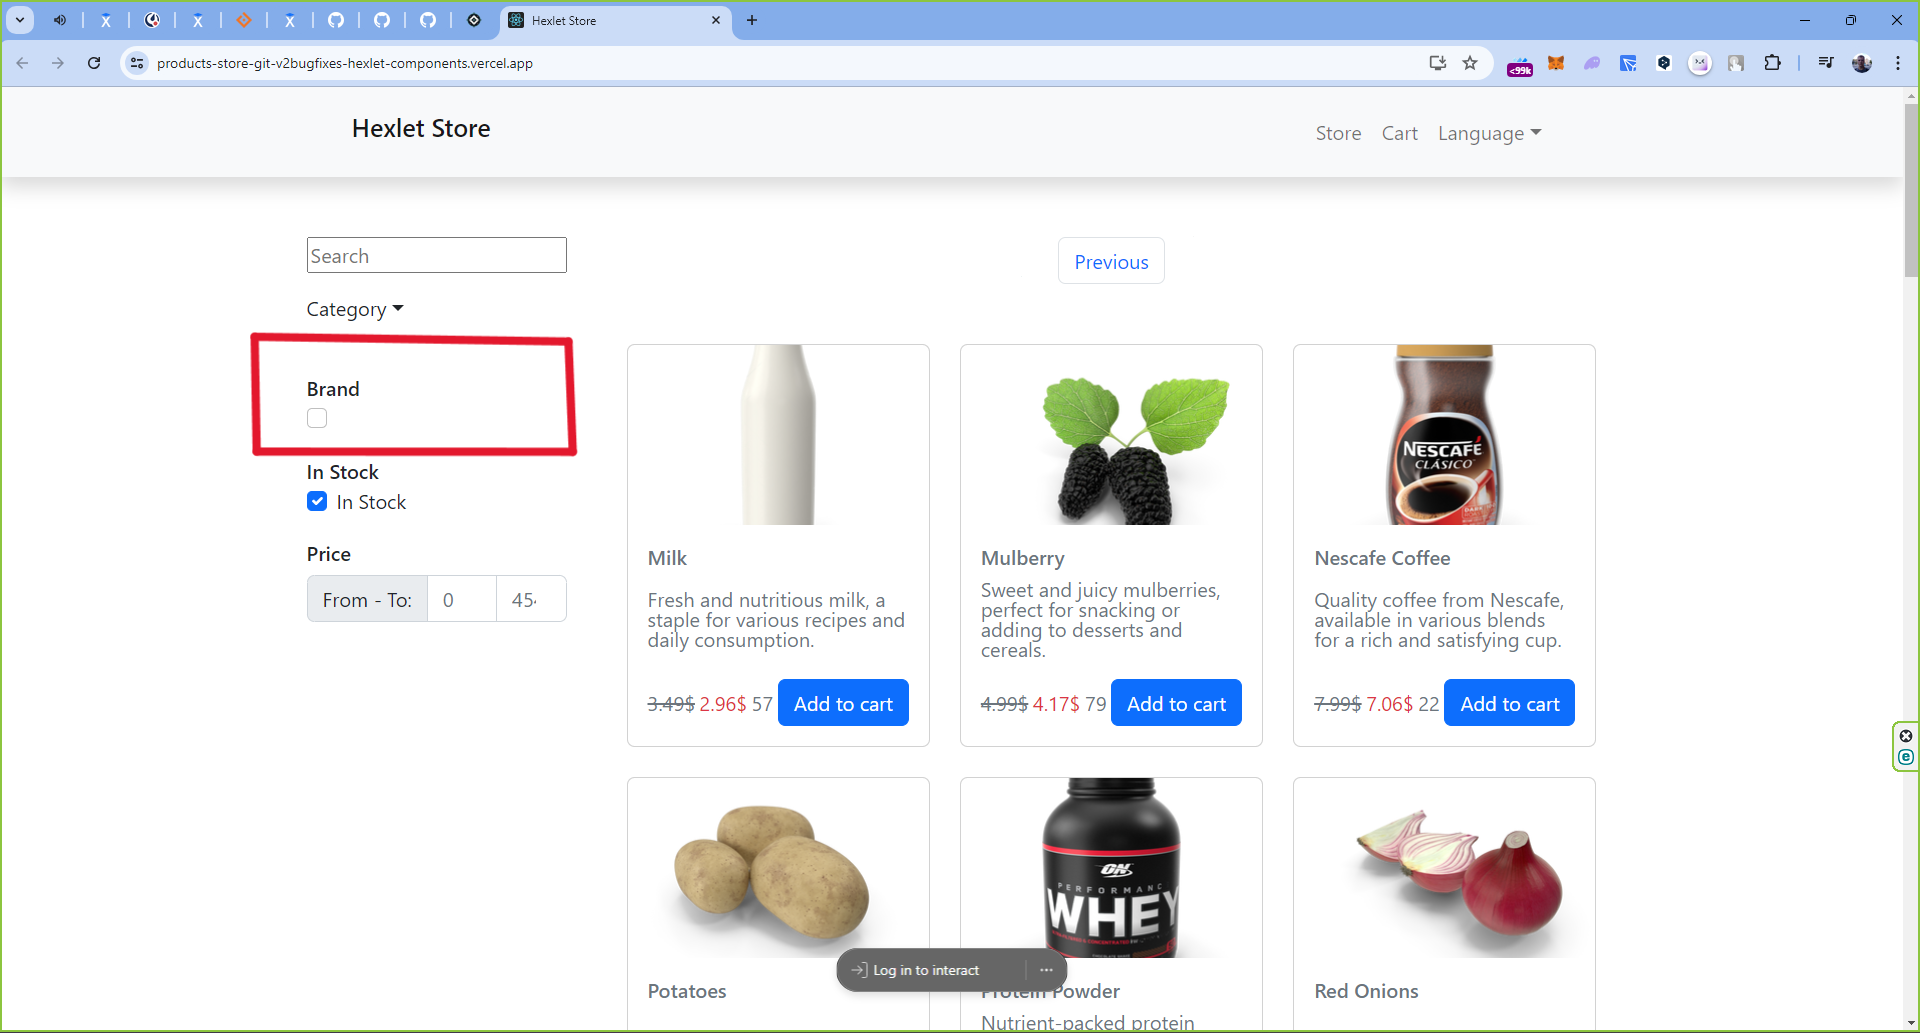 Hexlet Store
products-store-git-v2bugfixes-hexlet-components.vercel.app
<99k
Hexlet Store
Store Cart Language
Search
Previous
Category
Brand
In Stock
In Stock
Price
From - To: 0 454
NESCAFÉ
CLÁSICO
Milk
Fresh and nutritious milk, a
staple for various recipes and
daily consumption.
3.49$ 2.96$ 57 Add to cart
Mulberry
Sweet and juicy mulberries,
perfect for snacking or
adding to desserts and
cereals.
4.99$ 4.17$ 79 Add to cart
Nescafe Coffee
Quality coffee from Nescafe,
available in various blends
for a rich and satisfying cup.
7.99$ 7.06$ 22 Add to cart
ON
PERFORMANC
WHEY
Potatoes
Protein Powder
Nutrient-packed protein
Red Onions
Log in to interact